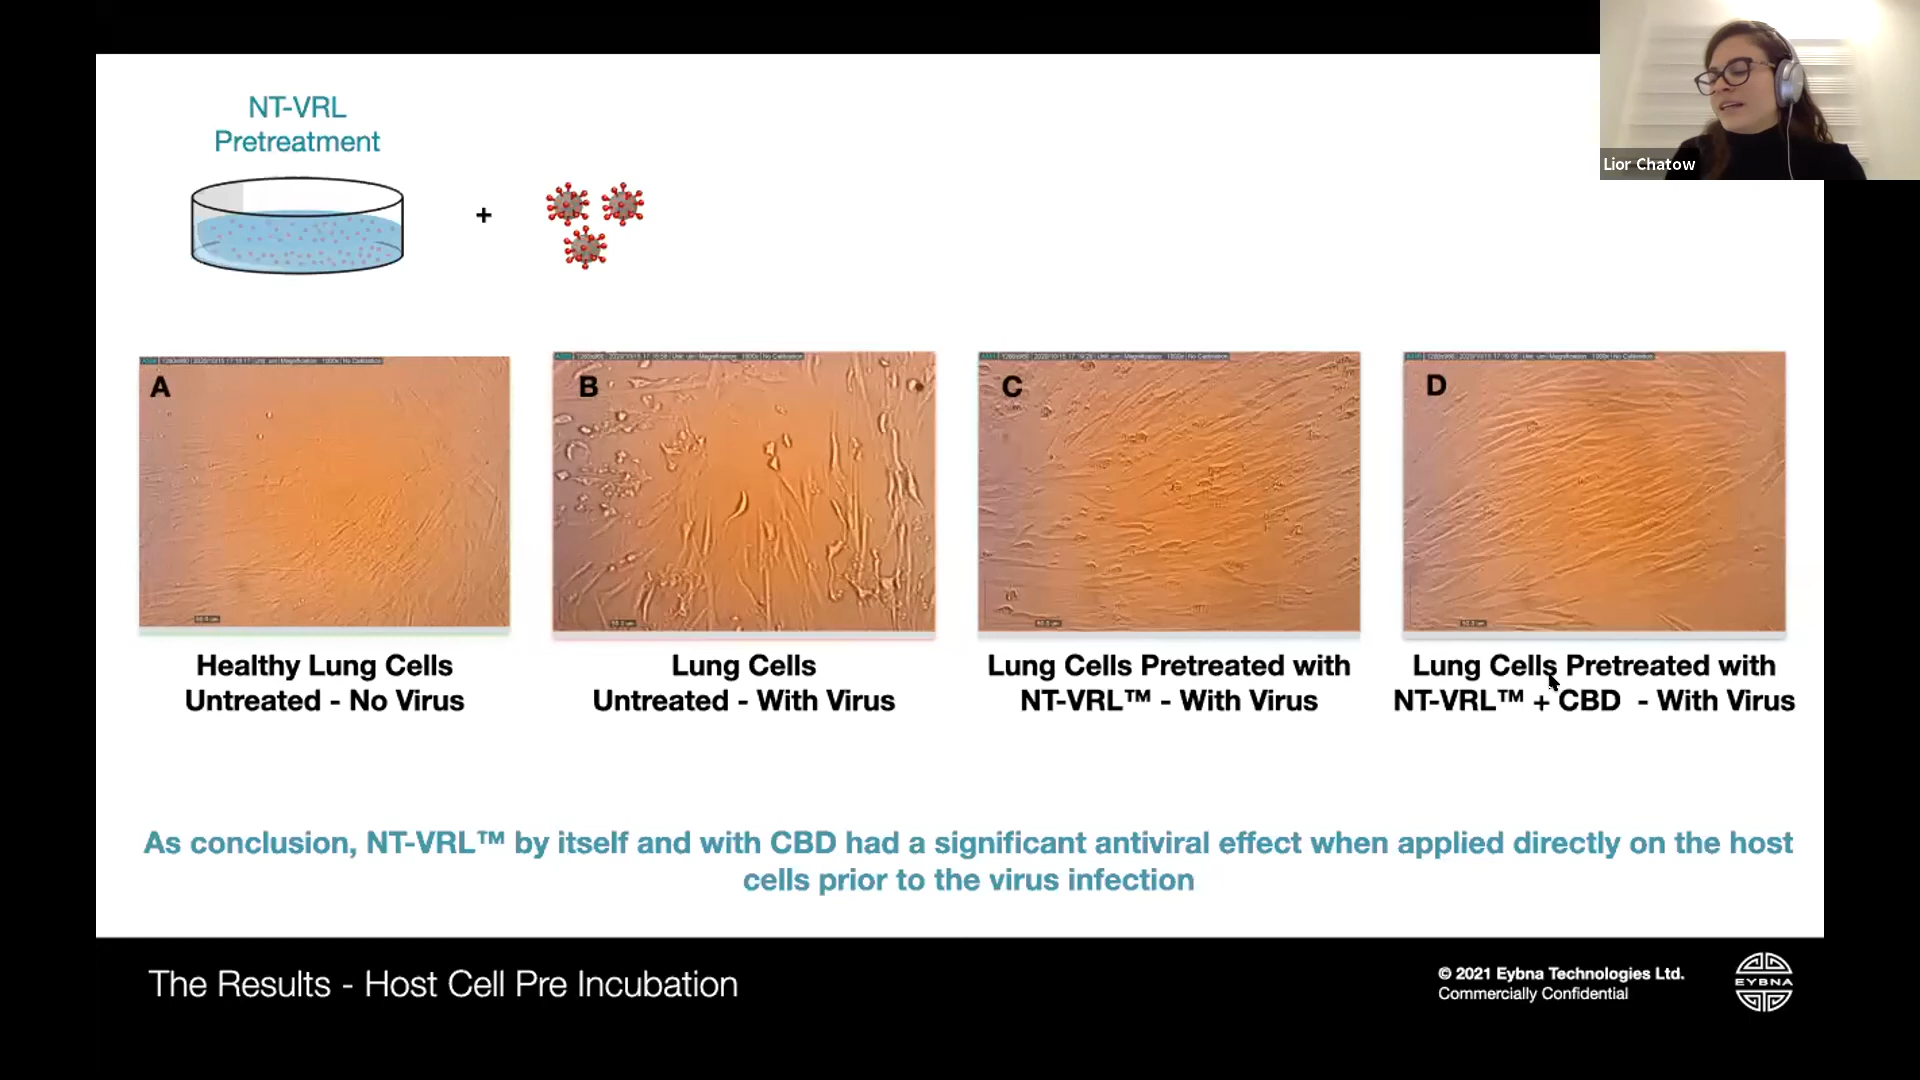 NT-VRL
Pretreatment
+
Lior Chatow
A
B
C
D
Healthy Lung Cells
Untreated - No Virus
Lung Cells
Untreated - With Virus
Lung Cells Pretreated with
NT-VRL™ - With Virus
Lung Cells Pretreated with
NT-VRL™ + CBD - With Virus
As conclusion, NT-VRL™ by itself and with CBD had a significant antiviral effect when applied directly on the host
cells prior to the virus infection
The Results - Host Cell Pre Incubation
© 2021 Eybna Technologies Ltd.
Commercially Confidential
EYBNA